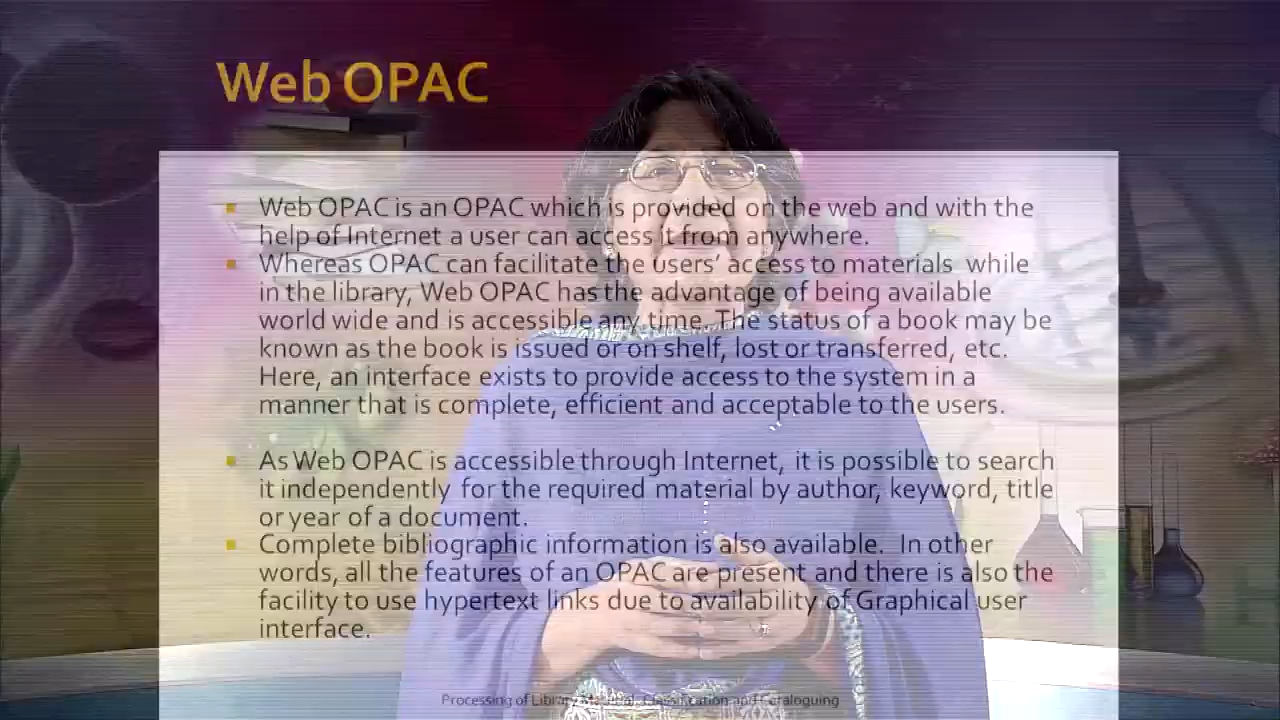 Web OPAC
Web OPAC is an OPAC which is provided on the web and with the
help of Internet a user can access it from anywhere.
Whereas OPAC can facilitate the users’ access to materials while
in the library, Web OPAC has the advantage of being available
world wide and is accessible any time. The status of a book may be
known as the book is issued or on shelf, lost or transferred, etc.
Here, an interface exists to provide access to the system in a
manner that is complete, efficient and acceptable to the users.
As Web OPAC is accessible through Internet, it is possible to search
it independently for the required material by author, keyword, title
or year of a document.
Complete bibliographic information is also available. In other
words, all the features of an OPAC are present and there is also the
facility to use hypertext links due to availability of Graphical user
interface.
Processing of Library Material, Classification and Cataloguing